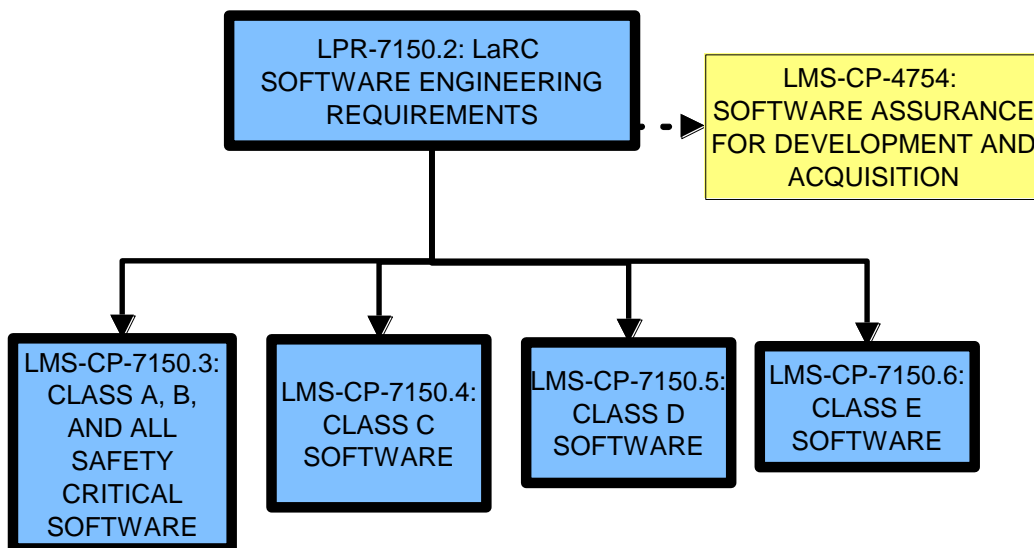 LPR-7150.2: LaRC
SOFTWARE ENGINEERING
REQUIREMENTS
LMS-CP-4754:
SOFTWARE ASSURANCE
FOR DEVELOPMENT AND
ACQUISITION
LMS-CP-7150.3:
CLASS A, B,
AND ALL
SAFETY
CRITICAL
SOFTWARE
LMS-CP-7150.4:
CLASS C
SOFTWARE
LMS-CP-7150.5:
CLASS D
SOFTWARE
LMS-CP-7150.6:
CLASS E
SOFTWARE